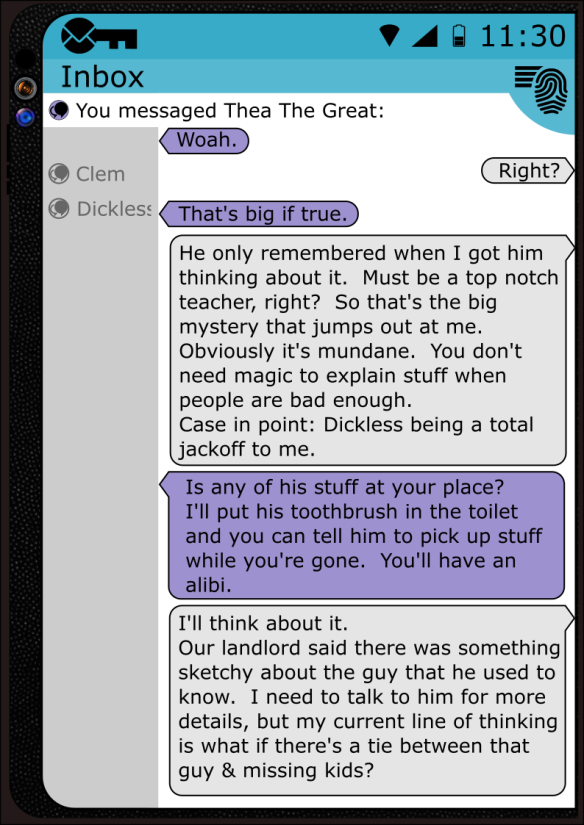 11:30
Inbox
You messaged Thea The Great:
Woah.
Clem
Right?
Dickless
That's big if true.
He only remembered when I got him
thinking about it.  Must be a top notch
teacher, right?  So that's the big
mystery that jumps out at me.
Obviously it's mundane.  You don't
need magic to explain stuff when
people are bad enough.
Case in point: Dickless being a total
jackoff to me.
Is any of his stuff at your place?
I'll put his toothbrush in the toilet
and you can tell him to pick up stuff
while you're gone.  You'll have an
alibi.
I'll think about it.
Our landlord said there was something
sketchy about the guy that he used to
know.  I need to talk to him for more
details, but my current line of thinking
is what if there's a tie between that
guy & missing kids?